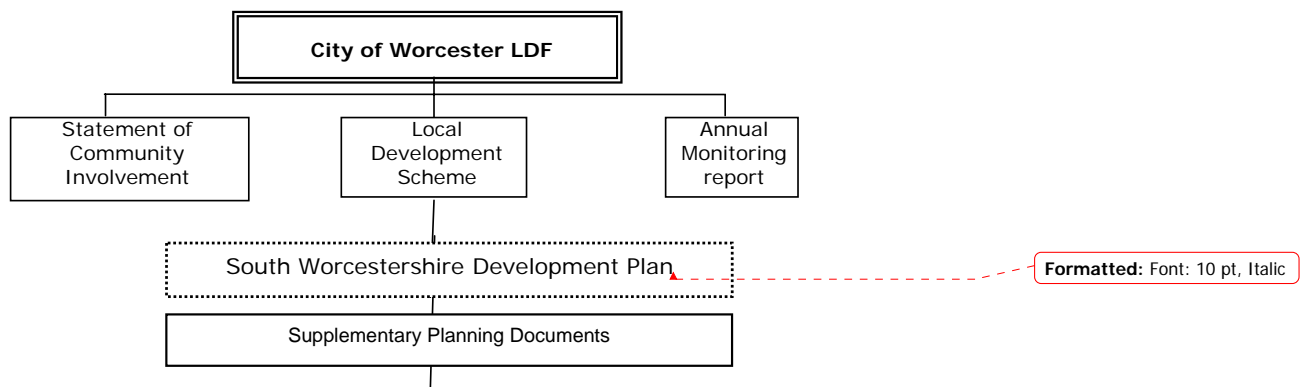 City of Worcester LDF
Statement of
Community
Involvement
Local
Development
Scheme
Annual
Monitoring
report
South Worcestershire Development Plan
Formatted: Font: 10 pt, Italic
Supplementary Planning Documents